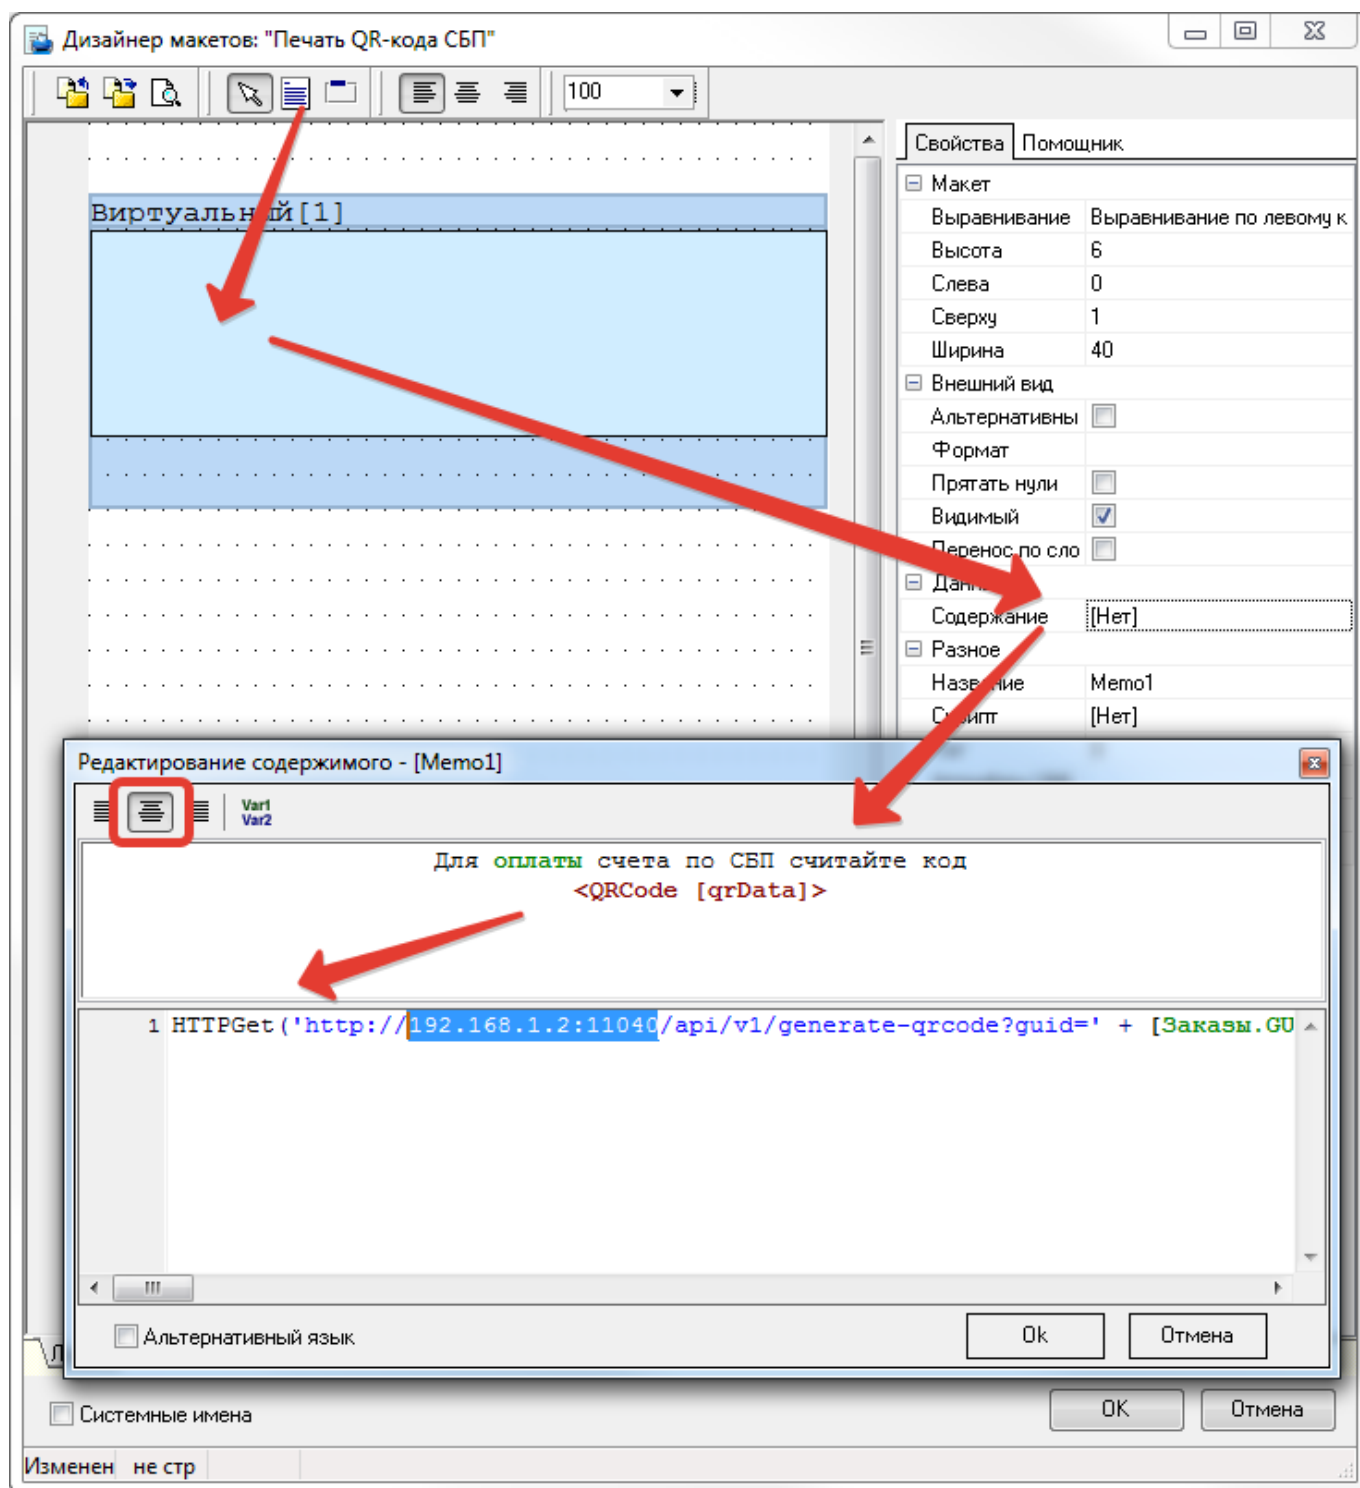 Дизайнер макетов: "Печать QR-кода СБП"
100
Свойства Помощник
Виртуальный[1]
Макет
Выравнивание Выравнивание по левому к
Высота 6
Слева 0
Сверху 1
Ширина 40
Внешний вид
Альтернативны
Формат
Прятать нули
Видимый
Перенос по сло
Содержание [Нет]
Разное
Название Memo1
Скрипт [Нет]
Редактирование содержимого - [Memo1]
Var1
Var2
Для оплаты счета по СБП считайте код
<QRCode [qrData]>
1 HTTPGet('http://192.168.1.2:11040/api/v1/generate-qrcode?guid=' + [Заказы.GU
Альтернативный язык
Ok Отмена
Системные имена
OK Отмена
Изменен не стр